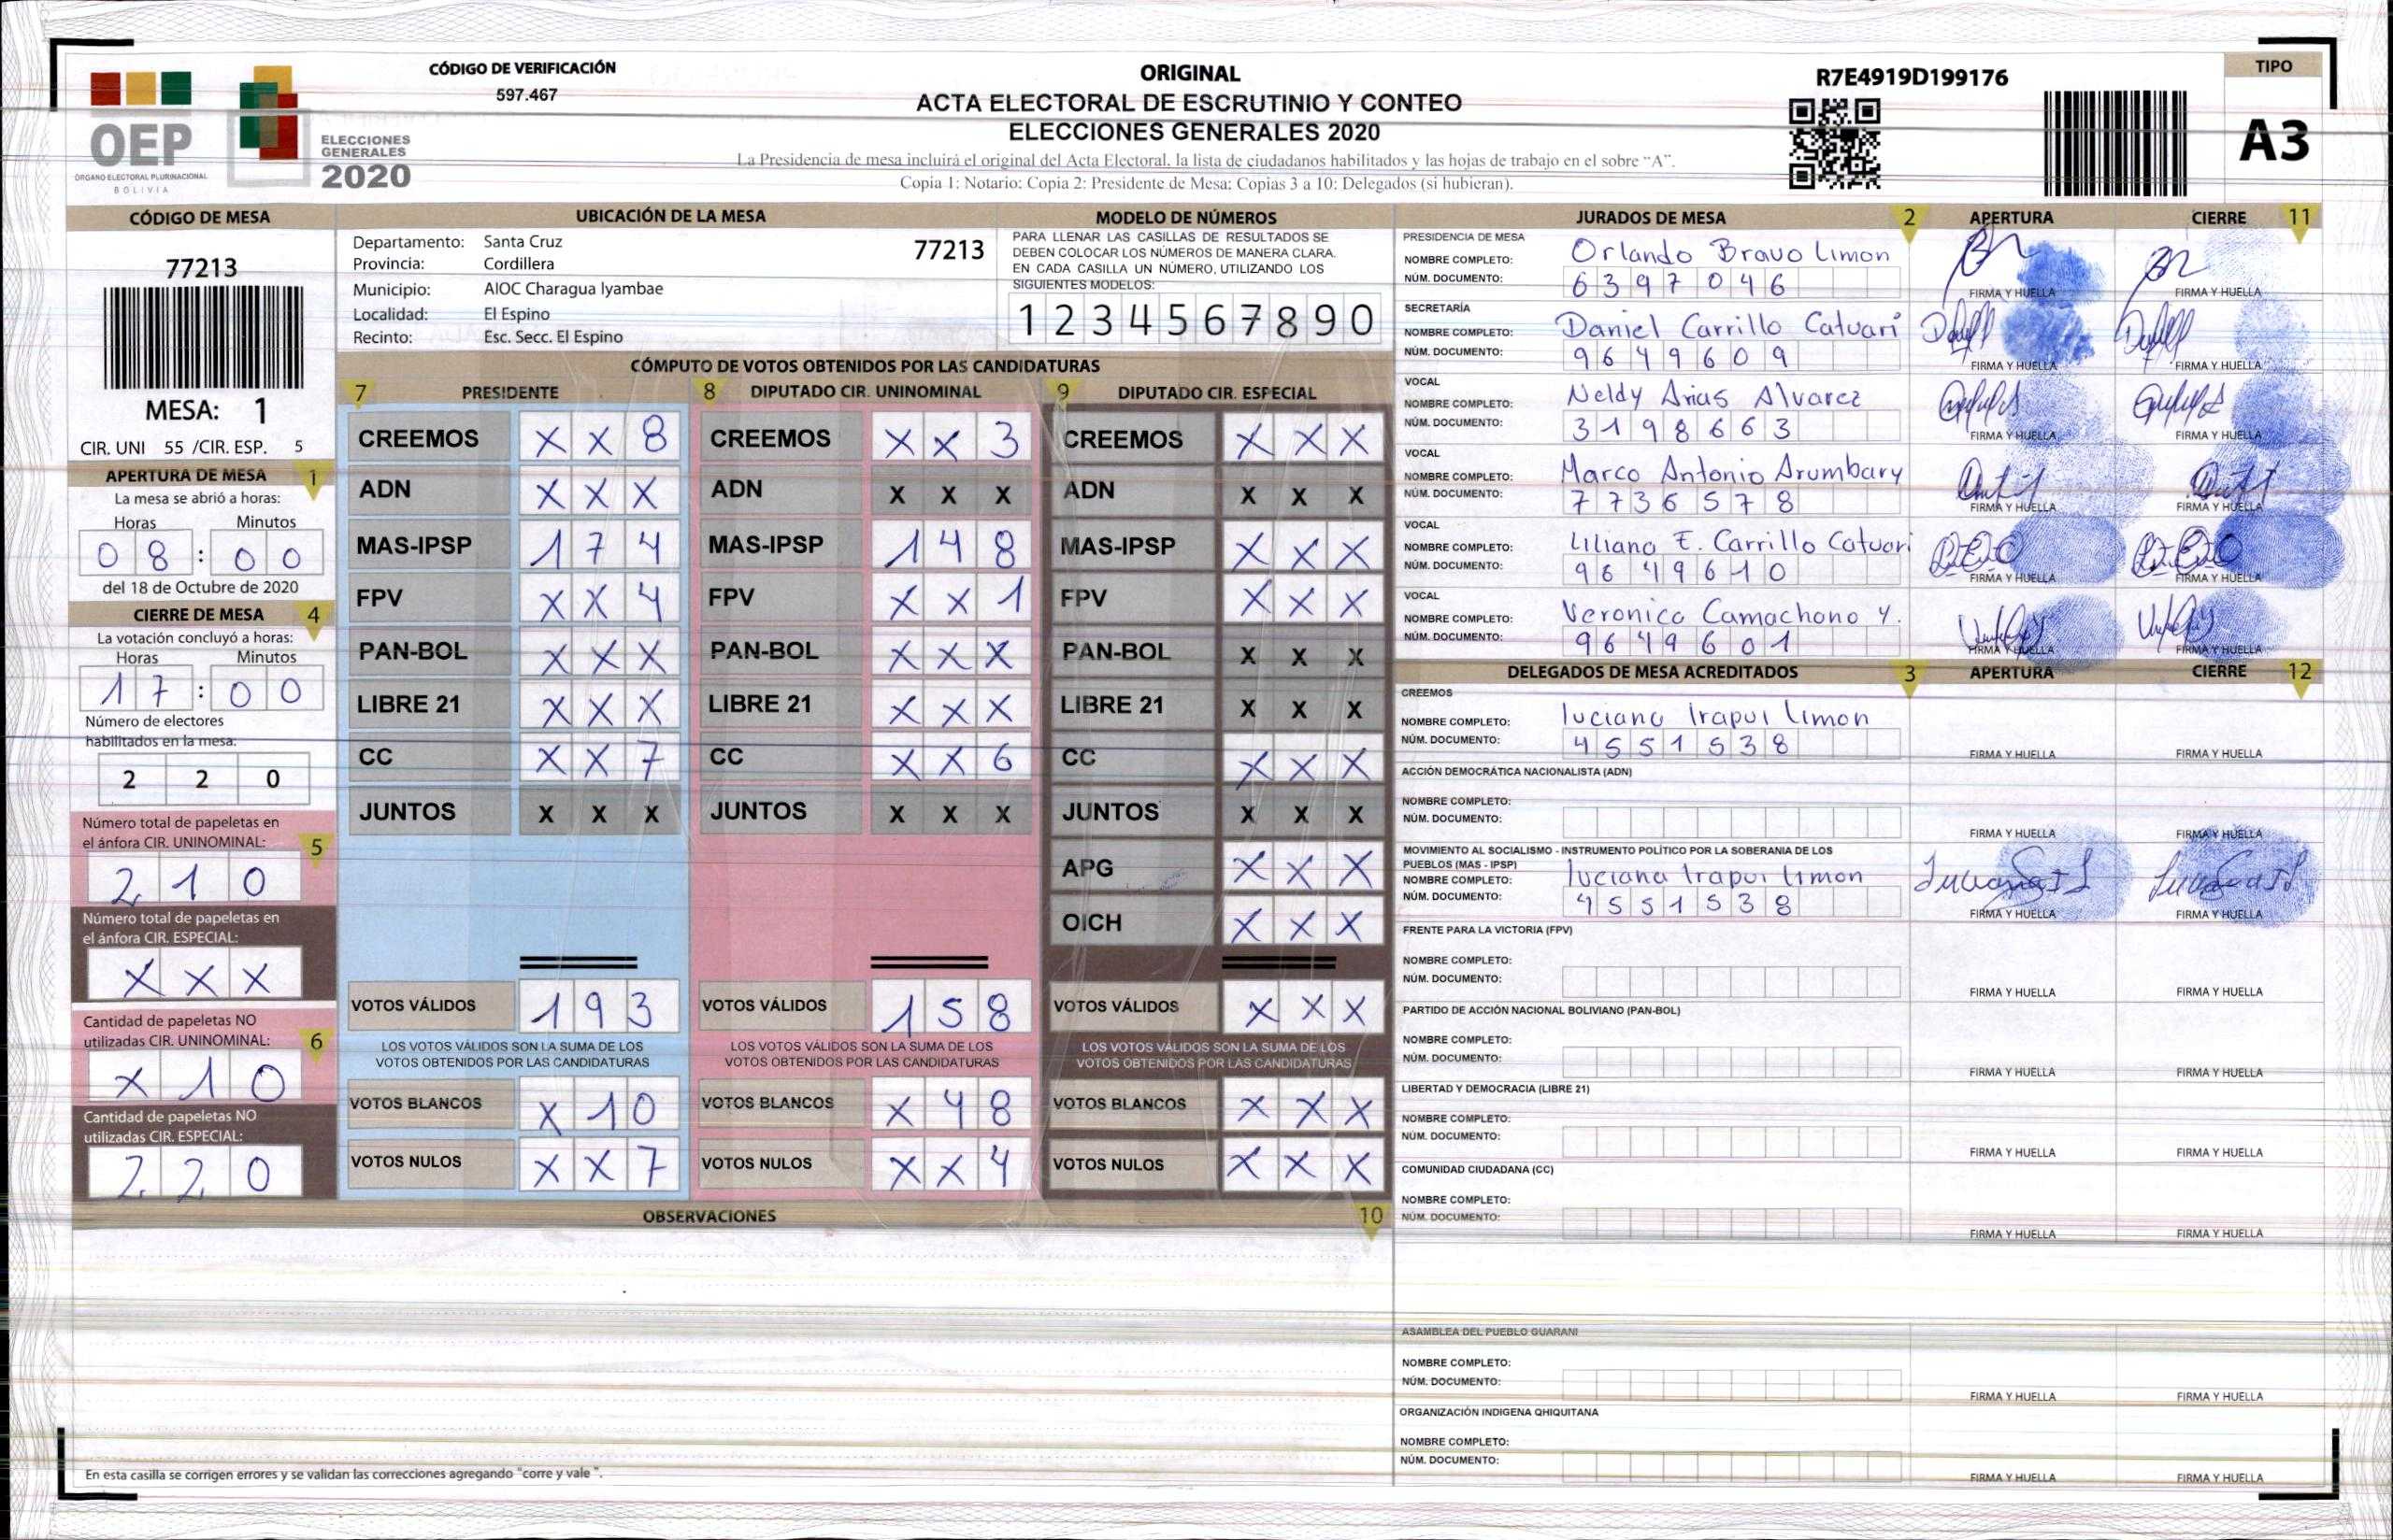 CÓDIGO DE VERIFICACIÓN
597.467
OEP
ÓRGANO ELECTORAL PLURINACIONAL
BOLIVIA
ELECCIONES
GENERALES
2020
ORIGINAL
ACTA ELECTORAL DE ESCRUTINIO Y CONTEO
ELECCIONES GENERALES 2020
La Presidencia de mesa incluirá el original del Acta Electoral, la lista de ciudadanos habilitados y las hojas de trabajo en el sobre “A”.
Copia 1: Notario: Copia 2: Presidente de Mesa: Copias 3 a 10: Delegados (si hubieran).
R7E4919D199176
TIPO
A3
CÓDIGO DE MESA
77213
MESA: 1
CIR. UNI 55 /CIR. ESP. 5
APERTURA DE MESA 1
La mesa se abrió a horas:
Horas Minutos
0 8 : 0 0
del 18 de Octubre de 2020
CIERRE DE MESA 4
La votación concluyó a horas:
Horas Minutos
1 7 : 0 0
Número de electores
habilitados en la mesa:
2 2 0
Número total de papeletas en
el ánfora CIR. UNINOMINAL: 5
2 1 0
Número total de papeletas en
el ánfora CIR. ESPECIAL:
X X X
Cantidad de papeletas NO
utilizadas CIR. UNINOMINAL: 6
X 1 0
Cantidad de papeletas NO
utilizadas CIR. ESPECIAL:
2 2 0
UBICACIÓN DE LA MESA
Departamento: Santa Cruz 77213
Provincia: Cordillera
Municipio: AIOC Charagua Iyambae
Localidad: El Espino
Recinto: Esc. Secc. El Espino
MODELO DE NÚMEROS
PARA LLENAR LAS CASILLAS DE RESULTADOS SE
DEBEN COLOCAR LOS NÚMEROS DE MANERA CLARA.
EN CADA CASILLA UN NÚMERO, UTILIZANDO LOS
SIGUIENTES MODELOS:
1 2 3 4 5 6 7 8 9 0
CÓMPUTO DE VOTOS OBTENIDOS POR LAS CANDIDATURAS
7 PRESIDENTE
CREEMOS X X 8
ADN X X X
MAS-IPSP 1 7 4
FPV X X 4
PAN-BOL X X X
LIBRE 21 X X X
CC X X 7
JUNTOS X X X
VOTOS VÁLIDOS 1 9 3
LOS VOTOS VÁLIDOS SON LA SUMA DE LOS
VOTOS OBTENIDOS POR LAS CANDIDATURAS
VOTOS BLANCOS X 1 0
VOTOS NULOS X X 7
8 DIPUTADO CIR. UNINOMINAL
CREEMOS X X 3
ADN X X X
MAS-IPSP 1 4 8
FPV X X 1
PAN-BOL X X X
LIBRE 21 X X X
CC X X 6
JUNTOS X X X
VOTOS VÁLIDOS 1 5 8
LOS VOTOS VÁLIDOS SON LA SUMA DE LOS
VOTOS OBTENIDOS POR LAS CANDIDATURAS
VOTOS BLANCOS X 4 8
VOTOS NULOS X X 4
9 DIPUTADO CIR. ESPECIAL
CREEMOS X X X
ADN X X X
MAS-IPSP X X X
FPV X X X
PAN-BOL X X X
LIBRE 21 X X X
CC X X X
JUNTOS X X X
APG X X X
OICH X X X
VOTOS VÁLIDOS X X X
LOS VOTOS VÁLIDOS SON LA SUMA DE LOS
VOTOS OBTENIDOS POR LAS CANDIDATURAS
VOTOS BLANCOS X X X
VOTOS NULOS X X X
OBSERVACIONES 10
En esta casilla se corrigen errores y se validan las correcciones agregando "corre y vale ".
JURADOS DE MESA 2 APERTURA CIERRE 11
PRESIDENCIA DE MESA
NOMBRE COMPLETO: Orlando Bravo Limon
NÚM. DOCUMENTO: 6397046 FIRMA Y HUELLA FIRMA Y HUELLA
SECRETARÍA
NOMBRE COMPLETO: Daniel Carrillo Catuari
NÚM. DOCUMENTO: 9649609 FIRMA Y HUELLA FIRMA Y HUELLA
VOCAL
NOMBRE COMPLETO: Neldy Arias Alvarez
NÚM. DOCUMENTO: 3198663 FIRMA Y HUELLA FIRMA Y HUELLA
VOCAL
NOMBRE COMPLETO: Marco Antonio Arumbary
NÚM. DOCUMENTO: 7736578 FIRMA Y HUELLA FIRMA Y HUELLA
VOCAL
NOMBRE COMPLETO: Liliana E. Carrillo Catuari
NÚM. DOCUMENTO: 9649610 FIRMA Y HUELLA FIRMA Y HUELLA
VOCAL
NOMBRE COMPLETO: Veronica Camachono Y.
NÚM. DOCUMENTO: 9649601 FIRMA Y HUELLA FIRMA Y HUELLA
DELEGADOS DE MESA ACREDITADOS 3 APERTURA CIERRE 12
CREEMOS
NOMBRE COMPLETO: luciana Irapui limon
NÚM. DOCUMENTO: 4551538 FIRMA Y HUELLA FIRMA Y HUELLA
ACCIÓN DEMOCRÁTICA NACIONALISTA (ADN)
NOMBRE COMPLETO:
NÚM. DOCUMENTO: FIRMA Y HUELLA FIRMA Y HUELLA
MOVIMIENTO AL SOCIALISMO - INSTRUMENTO POLÍTICO POR LA SOBERANIA DE LOS
PUEBLOS (MAS - IPSP)
NOMBRE COMPLETO: luciana Irapui limon
NÚM. DOCUMENTO: 4551538 FIRMA Y HUELLA FIRMA Y HUELLA
FRENTE PARA LA VICTORIA (FPV)
NOMBRE COMPLETO:
NÚM. DOCUMENTO: FIRMA Y HUELLA FIRMA Y HUELLA
PARTIDO DE ACCIÓN NACIONAL BOLIVIANO (PAN-BOL)
NOMBRE COMPLETO:
NÚM. DOCUMENTO: FIRMA Y HUELLA FIRMA Y HUELLA
LIBERTAD Y DEMOCRACIA (LIBRE 21)
NOMBRE COMPLETO:
NÚM. DOCUMENTO: FIRMA Y HUELLA FIRMA Y HUELLA
COMUNIDAD CIUDADANA (CC)
NOMBRE COMPLETO:
NÚM. DOCUMENTO: FIRMA Y HUELLA FIRMA Y HUELLA
ASAMBLEA DEL PUEBLO GUARANI
NOMBRE COMPLETO:
NÚM. DOCUMENTO: FIRMA Y HUELLA FIRMA Y HUELLA
ORGANIZACIÓN INDIGENA QHIQUITANA
NOMBRE COMPLETO:
NÚM. DOCUMENTO: FIRMA Y HUELLA FIRMA Y HUELLA